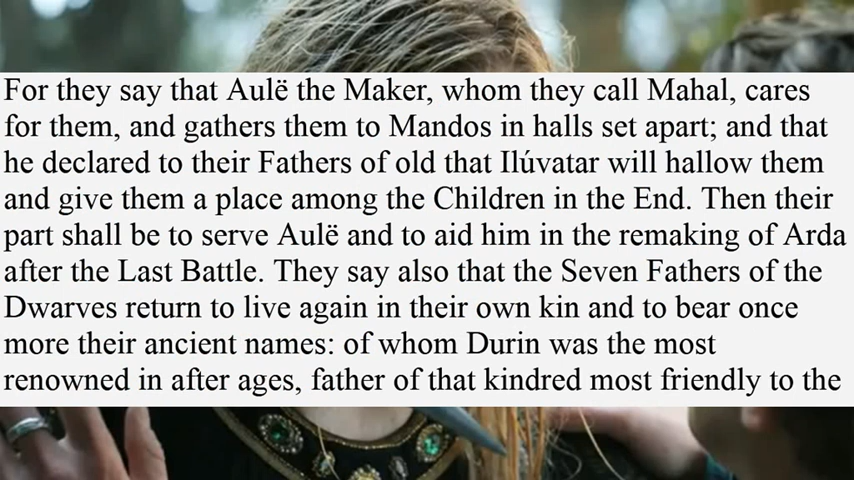 For they say that Aulë the Maker, whom they call Mahal, cares
for them, and gathers them to Mandos in halls set apart; and that
he declared to their Fathers of old that Ilúvatar will hallow them
and give them a place among the Children in the End. Then their
part shall be to serve Aulë and to aid him in the remaking of Arda
after the Last Battle. They say also that the Seven Fathers of the
Dwarves return to live again in their own kin and to bear once
more their ancient names: of whom Durin was the most
renowned in after ages, father of that kindred most friendly to the